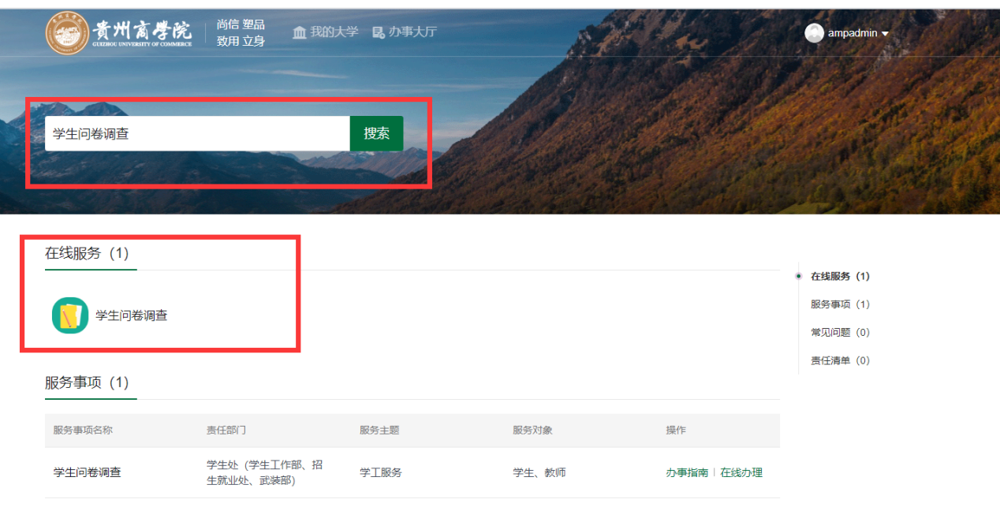 贵州商学院
GUIZHOU UNIVERSITY OF COMMERCE
尚信 塑品
致用 立身
我的大学
办事大厅
ampadmin
学生问卷调查
搜索
在线服务（1）
学生问卷调查
在线服务（1）
服务事项（1）
常见问题（0）
责任清单（0）
服务事项（1）
服务事项名称 责任部门 服务主题 服务对象 操作
学生问卷调查 学生处（学生工作部、招 学工服务 学生、教师 办事指南 | 在线办理
生就业处、武装部）